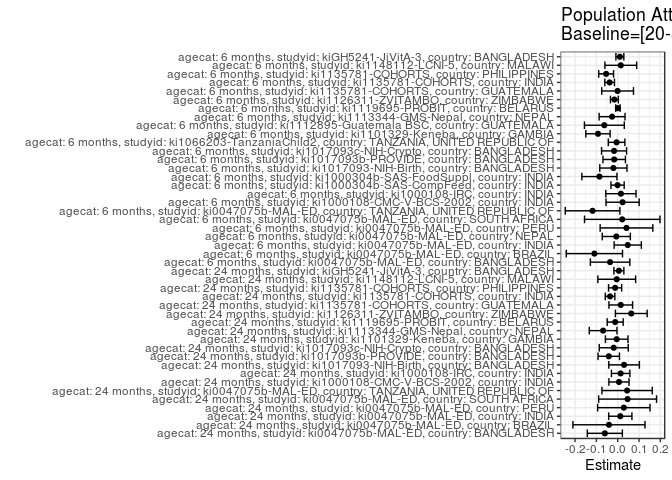 Population Att
Baseline=[20-
agecat: 6 months, studyid: kiGH5241-JiVitA-3, country: BANGLADESH
agecat: 6 months, studyid: ki1148112-LCNI-5, country: MALAWI
agecat: 6 months, studyid: ki1135781-COHORTS, country: PHILIPPINES
agecat: 6 months, studyid: ki1135781-COHORTS, country: INDIA
agecat: 6 months, studyid: ki1135781-COHORTS, country: GUATEMALA
agecat: 6 months, studyid: ki1126311-ZVITAMBO, country: ZIMBABWE
agecat: 6 months, studyid: ki1119695-PROBIT, country: BELARUS
agecat: 6 months, studyid: ki1113344-GMS-Nepal, country: NEPAL
agecat: 6 months, studyid: ki1112895-Guatemala BSC, country: GUATEMALA
agecat: 6 months, studyid: ki1101329-Keneba, country: GAMBIA
agecat: 6 months, studyid: ki1066203-TanzaniaChild2, country: TANZANIA, UNITED REPUBLIC OF
agecat: 6 months, studyid: ki1017093c-NIH-Crypto, country: BANGLADESH
agecat: 6 months, studyid: ki1017093b-PROVIDE, country: BANGLADESH
agecat: 6 months, studyid: ki1017093-NIH-Birth, country: BANGLADESH
agecat: 6 months, studyid: ki1000304b-SAS-FoodSuppl, country: INDIA
agecat: 6 months, studyid: ki1000304b-SAS-CompFeed, country: INDIA
agecat: 6 months, studyid: ki1000108-IRC, country: INDIA
agecat: 6 months, studyid: ki1000108-CMC-V-BCS-2002, country: INDIA
agecat: 6 months, studyid: ki0047075b-MAL-ED, country: TANZANIA, UNITED REPUBLIC OF
agecat: 6 months, studyid: ki0047075b-MAL-ED, country: SOUTH AFRICA
agecat: 6 months, studyid: ki0047075b-MAL-ED, country: PERU
agecat: 6 months, studyid: ki0047075b-MAL-ED, country: NEPAL
agecat: 6 months, studyid: ki0047075b-MAL-ED, country: INDIA
agecat: 6 months, studyid: ki0047075b-MAL-ED, country: BRAZIL
agecat: 6 months, studyid: ki0047075b-MAL-ED, country: BANGLADESH
agecat: 24 months, studyid: kiGH5241-JiVitA-3, country: BANGLADESH
agecat: 24 months, studyid: ki1148112-LCNI-5, country: MALAWI
agecat: 24 months, studyid: ki1135781-COHORTS, country: PHILIPPINES
agecat: 24 months, studyid: ki1135781-COHORTS, country: INDIA
agecat: 24 months, studyid: ki1135781-COHORTS, country: GUATEMALA
agecat: 24 months, studyid: ki1126311-ZVITAMBO, country: ZIMBABWE
agecat: 24 months, studyid: ki1119695-PROBIT, country: BELARUS
agecat: 24 months, studyid: ki1113344-GMS-Nepal, country: NEPAL
agecat: 24 months, studyid: ki1101329-Keneba, country: GAMBIA
agecat: 24 months, studyid: ki1017093c-NIH-Crypto, country: BANGLADESH
agecat: 24 months, studyid: ki1017093b-PROVIDE, country: BANGLADESH
agecat: 24 months, studyid: ki1017093-NIH-Birth, country: BANGLADESH
agecat: 24 months, studyid: ki1000108-IRC, country: INDIA
agecat: 24 months, studyid: ki1000108-CMC-V-BCS-2002, country: INDIA
agecat: 24 months, studyid: ki0047075b-MAL-ED, country: TANZANIA, UNITED REPUBLIC OF
agecat: 24 months, studyid: ki0047075b-MAL-ED, country: SOUTH AFRICA
agecat: 24 months, studyid: ki0047075b-MAL-ED, country: PERU
agecat: 24 months, studyid: ki0047075b-MAL-ED, country: INDIA
agecat: 24 months, studyid: ki0047075b-MAL-ED, country: BRAZIL
agecat: 24 months, studyid: ki0047075b-MAL-ED, country: BANGLADESH
-0.2 -0.1 0.0 0.1 0.2
Estimate